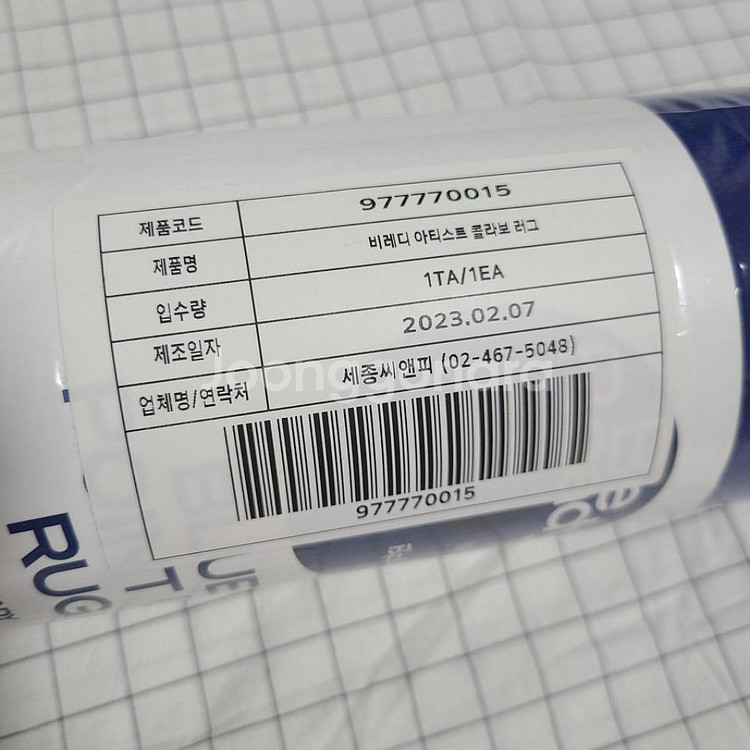 제품코드 977770015
제품명 비레디 아티스트 콜라보 러그
입수량 1TA/1EA
제조일자 2023.02.07
업체명/연락처 세종씨앤피 (02-467-5048)
Joonggonara
977770015
RUG
T
UE